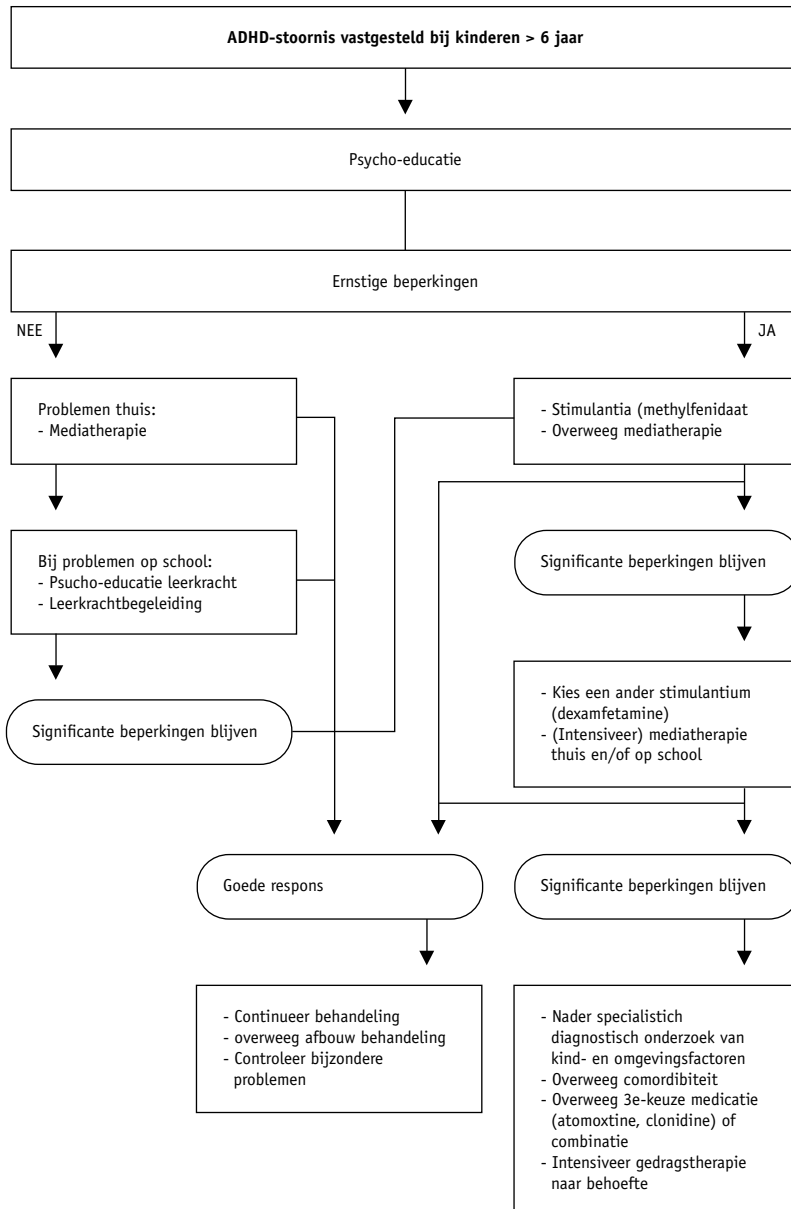 ADHD-stoornis vastgesteld bij kinderen > 6 jaar
Psycho-educatie
Ernstige beperkingen
NEE
JA
Problemen thuis:
- Mediatherapie
- Stimulantia (methylfenidaat
- Overweeg mediatherapie
Bij problemen op school:
- Psucho-educatie leerkracht
- Leerkrachtbegeleiding
Significante beperkingen blijven
Significante beperkingen blijven
- Kies een ander stimulantium
(dexamfetamine)
- (Intensiveer) mediatherapie
thuis en/of op school
Goede respons
Significante beperkingen blijven
- Continueer behandeling
- overweeg afbouw behandeling
- Controleer bijzondere
problemen
- Nader specialistich
diagnostisch onderzoek van
kind- en omgevingsfactoren
- Overweeg comordibiteit
- Overweeg 3e-keuze medicatie
(atomoxtine, clonidine) of
combinatie
- Intensiveer gedragstherapie
naar behoefte